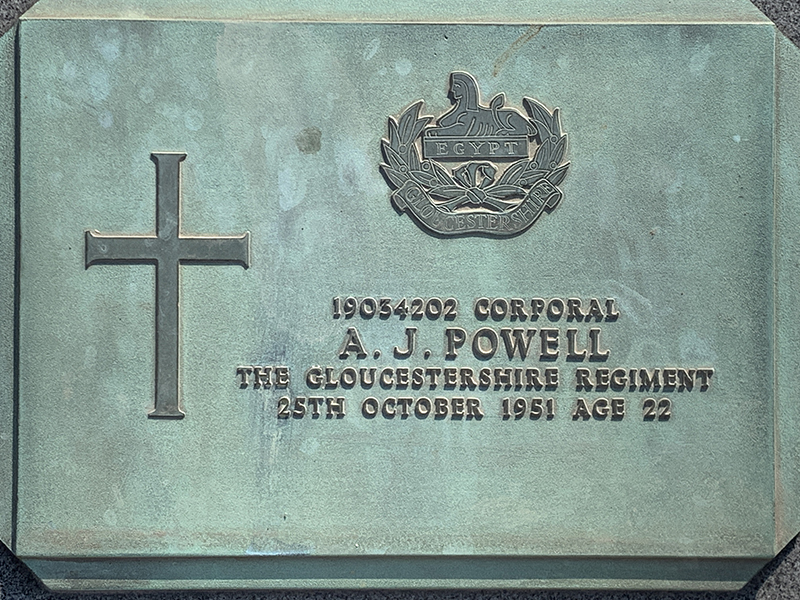 EGYPT
GLOUCESTERSHIRE
19034202 CORPORAL
A. J. POWELL
THE GLOUCESTERSHIRE REGIMENT
25TH OCTOBER 1951 AGE 22